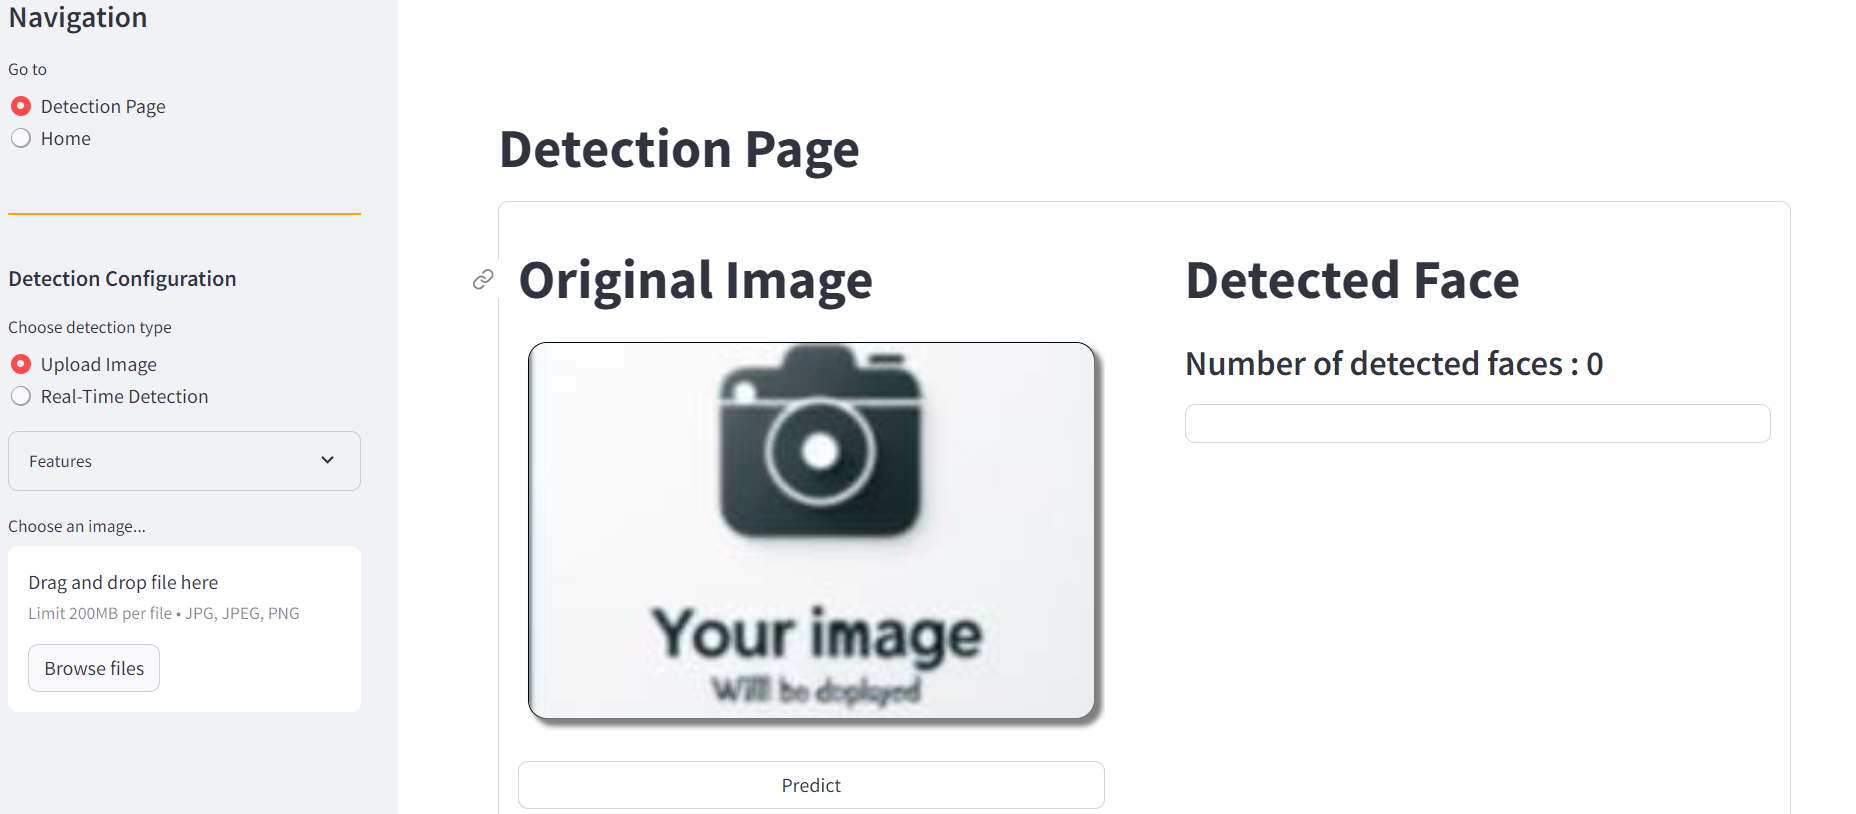 Navigation
Go to
Detection Page
Home
Detection Configuration
Choose detection type
Upload Image
Real-Time Detection
Features
Choose an image...
Drag and drop file here
Limit 200MB per file • JPG, JPEG, PNG
Browse files
Detection Page
Original Image
Your image
Will be doployed
Predict
Detected Face
Number of detected faces : 0